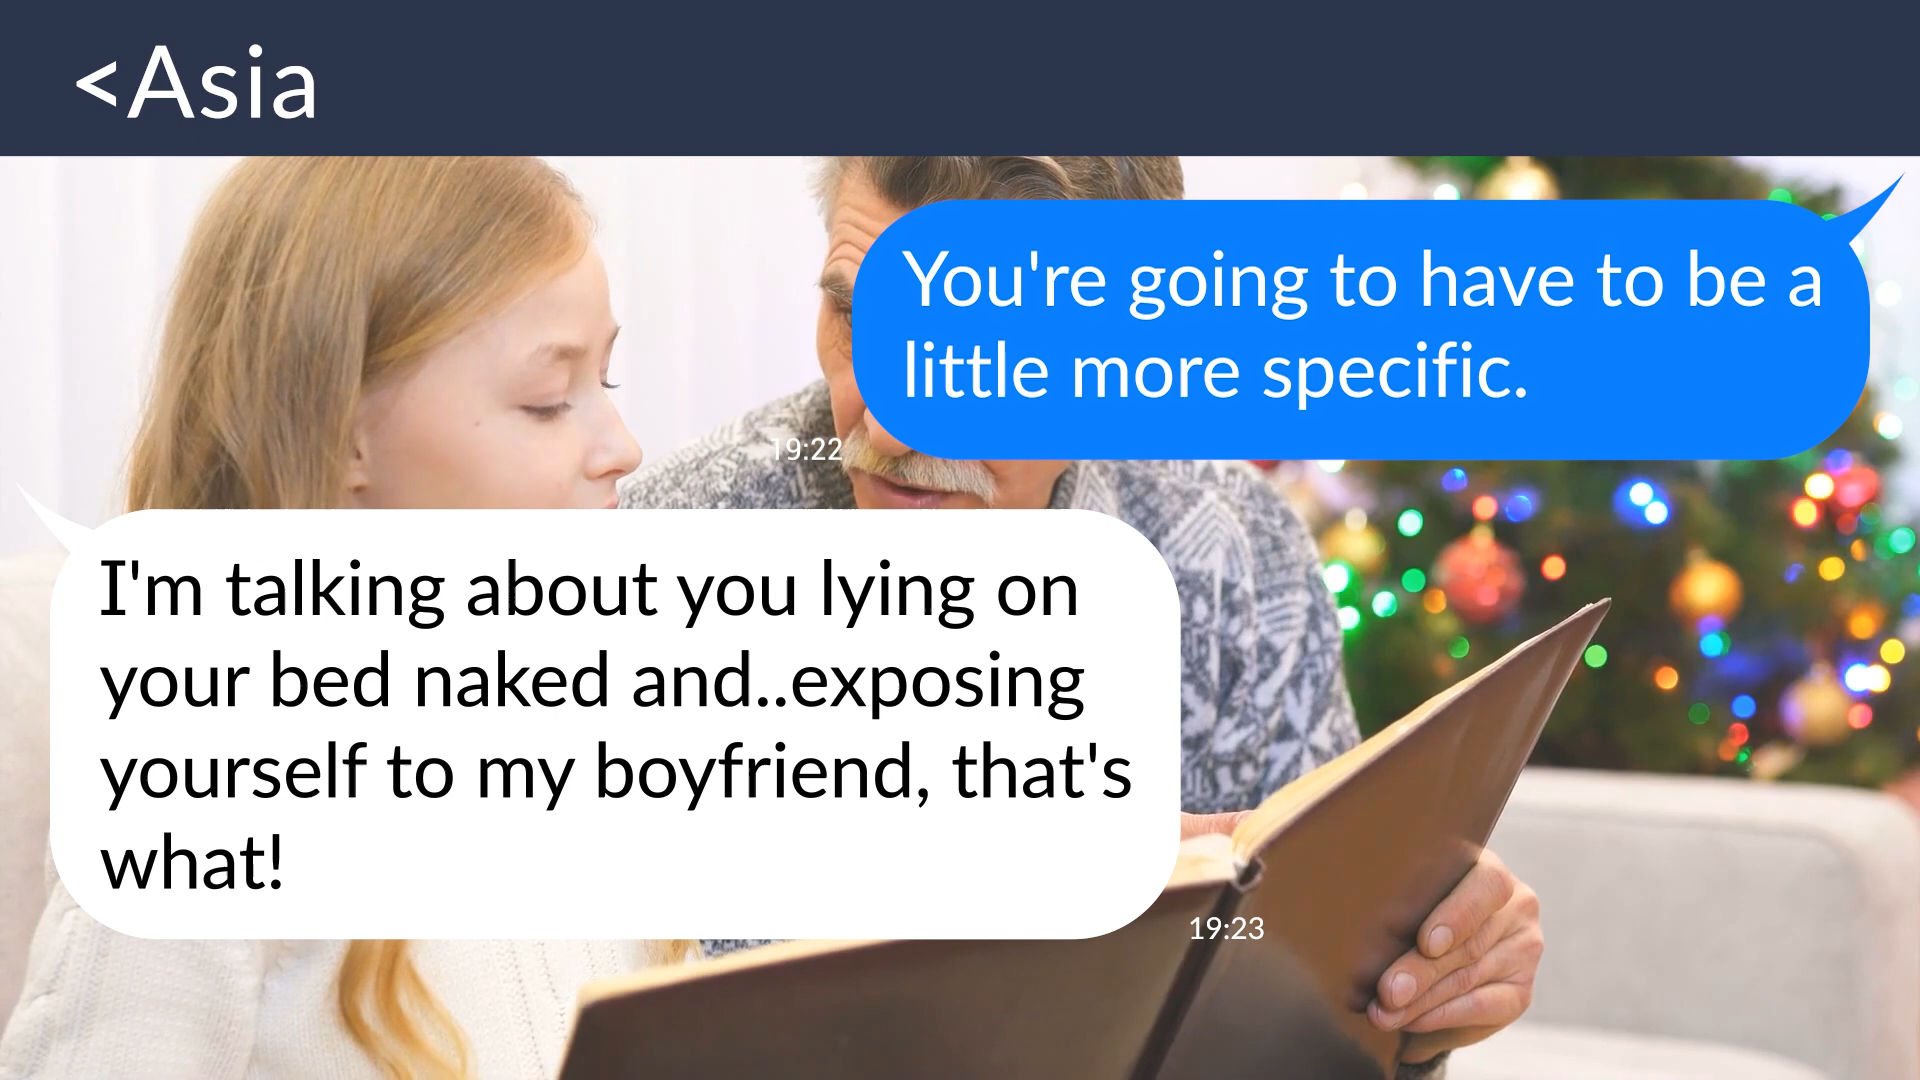 <Asia
You're going to have to be a
little more specific.
19:22
I'm talking about you lying on
your bed naked and..exposing
yourself to my boyfriend, that's
what!
19:23